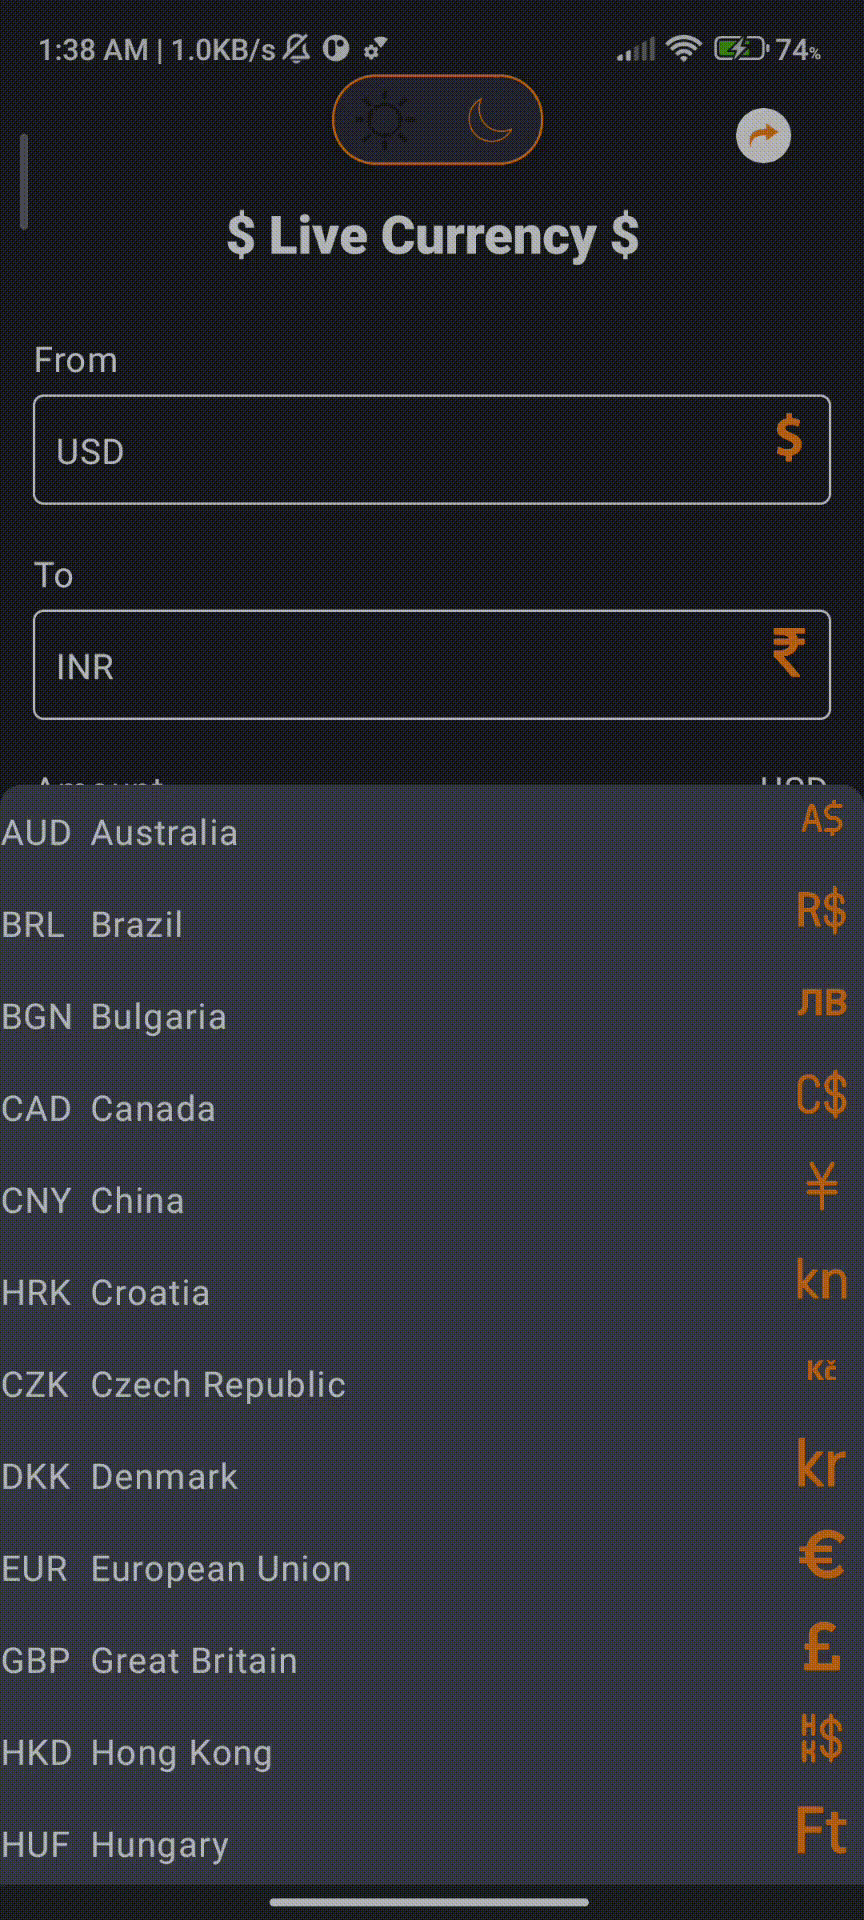 1:38 AM | 1.0KB/s 74%
$ Live Currency $
From
USD $
To
INR ₹
Amount USD
AUD Australia A$
BRL Brazil R$
BGN Bulgaria ЛВ
CAD Canada C$
CNY China ¥
HRK Croatia kn
CZK Czech Republic Kč
DKK Denmark kr
EUR European Union €
GBP Great Britain £
HKD Hong Kong HK$
HUF Hungary Ft